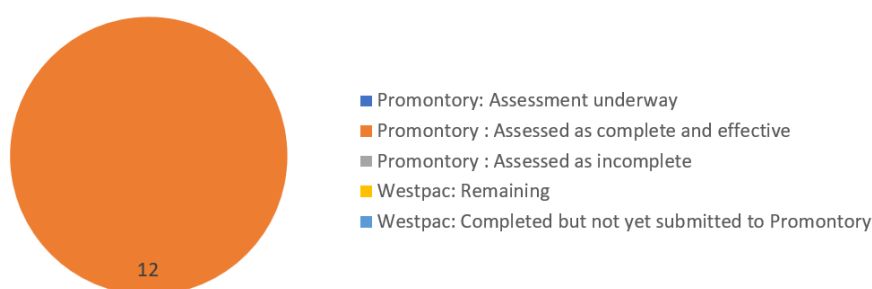 Promontory: Assessment underway
Promontory : Assessed as complete and effective
Promontory : Assessed as incomplete
Westpac: Remaining
Westpac: Completed but not yet submitted to Promontory
12